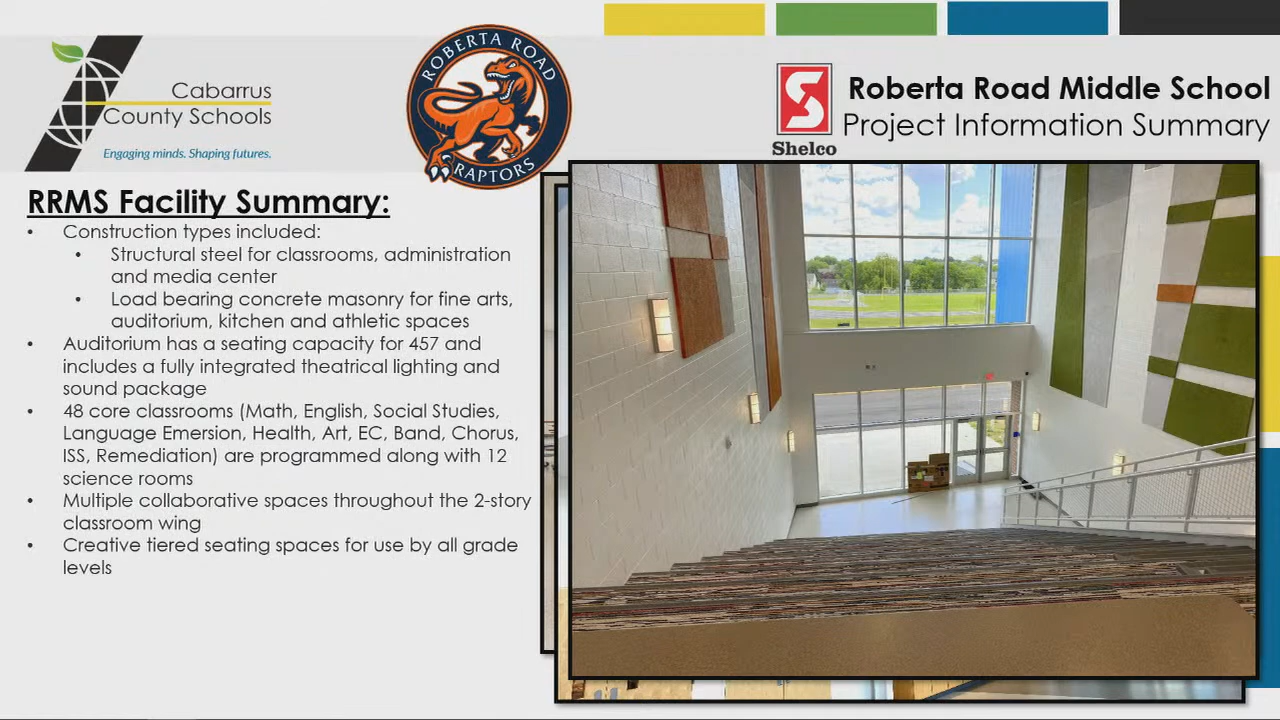 Cabarrus
County Schools
Engaging minds. Shaping futures.
ROBERTA ROAD
RAPTORS
Shelco
Roberta Road Middle School
Project Information Summary
RRMS Facility Summary:
• Construction types included:
• Structural steel for classrooms, administration
and media center
• Load bearing concrete masonry for fine arts,
auditorium, kitchen and athletic spaces
• Auditorium has a seating capacity for 457 and
includes a fully integrated theatrical lighting and
sound package
• 48 core classrooms (Math, English, Social Studies,
Language Emersion, Health, Art, EC, Band, Chorus,
ISS, Remediation) are programmed along with 12
science rooms
• Multiple collaborative spaces throughout the 2-story
classroom wing
• Creative tiered seating spaces for use by all grade
levels